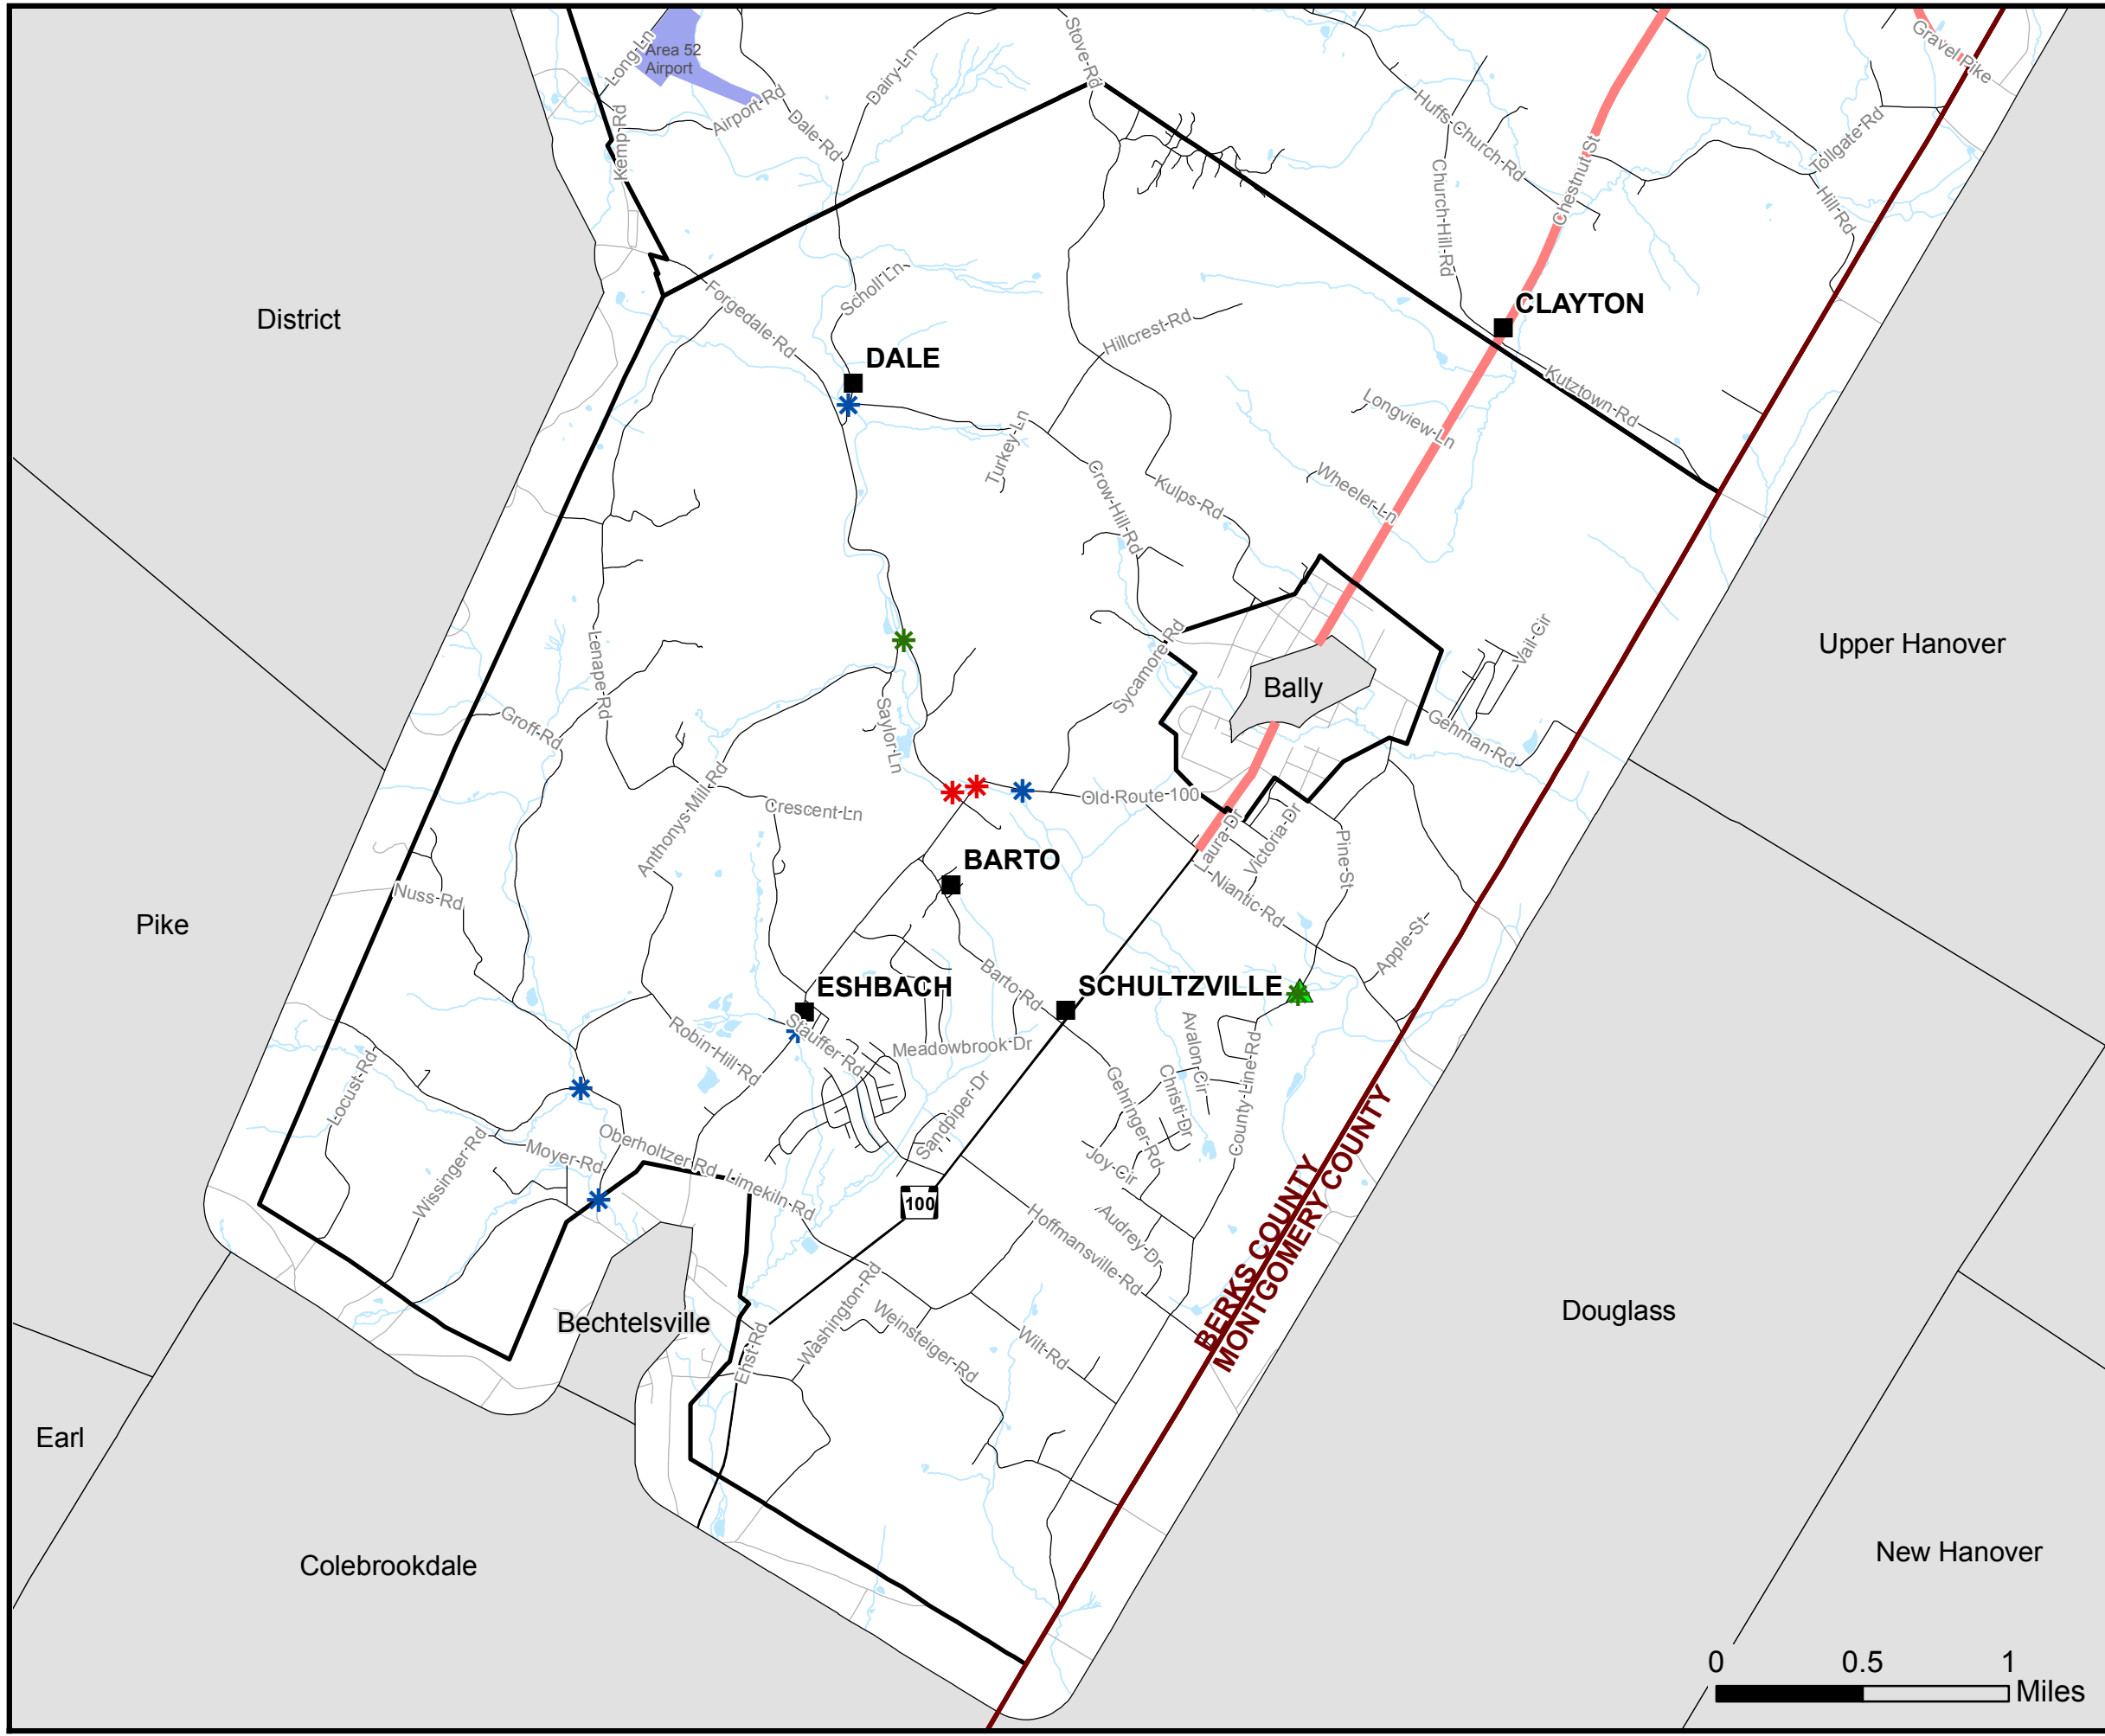 Gravel Pike
Stove Rd
Long Ln
Area 52
Airport
Dairy Ln
Airport Rd
Dale Rd
Kemp Rd
Huffs Church Rd
Tollgate Rd
Chestnut St
Church Hill Rd
Hill Rd
District
Forgedale Rd
Scholl Ln
CLAYTON
Hillcrest Rd
DALE
Kutztown Rd
Longview Ln
Turkey Ln
Crow Hill Rd
Kulps Rd
Wheeler Ln
Upper Hanover
Vail Cir
Lenape Rd
Sycamore Rd
Bally
Groff Rd
Saylor Ln
Gehman Rd
Anthonys Mill Rd
Crescent Ln
Old Route 100
Laura Dr
Victoria Dr
Pine St
BARTO
Nuss Rd
Niantic Rd
Pike
Apple St
Barto Rd
ESHBACH
SCHULTZVILLE
Stauffer Rd
Meadowbrook Dr
Avalon Cir
Robin Hill Rd
Locust Rd
Christi Dr
County Line Rd
Gehringer Rd
Sandpiper Dr
Oberholtzer Rd
Moyer Rd
Wissinger Rd
Limekiln Rd
Joy Cir
100
Hoffmansville Rd
Audrey Dr
BERKS COUNTY
MONTGOMERY COUNTY
Bechtelsville
Washington Rd
Weinsteiger Rd
Wilt Rd
Ehst Rd
Douglass
Earl
Colebrookdale
New Hanover
0 0.5 1
Miles